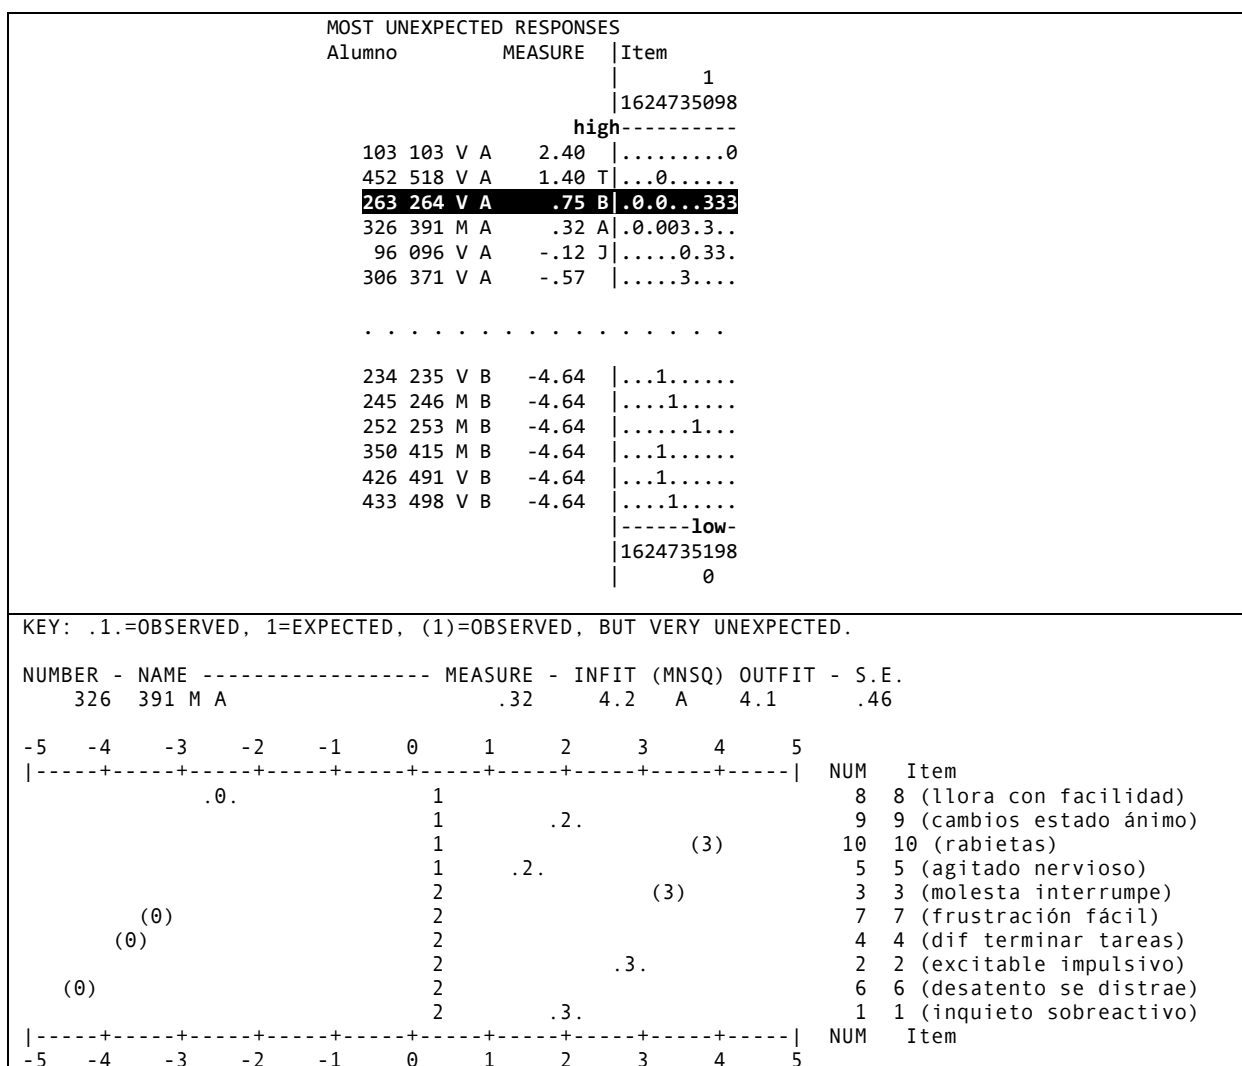 MOST UNEXPECTED RESPONSES
Alumno         MEASURE  |Item
                        |       1
                        |1624735098
                     high----------
   103 103 V A    2.40  |.........0
   452 518 V A    1.40 T|...0......
   263 264 V A     .75 B|.0.0...333
   326 391 M A     .32 A|.0.003.3..
    96 096 V A    -.12 J|.....0.33.
   306 371 V A    -.57  |.....3....
   . . . . . . . . . . . . . . . .
   234 235 V B   -4.64  |...1......
   245 246 M B   -4.64  |....1.....
   252 253 M B   -4.64  |......1...
   350 415 M B   -4.64  |...1......
   426 491 V B   -4.64  |...1......
   433 498 V B   -4.64  |....1.....
                        |------low-
                        |1624735198
                        |       0
KEY: .1.=OBSERVED, 1=EXPECTED, (1)=OBSERVED, BUT VERY UNEXPECTED.
NUMBER - NAME ------------------ MEASURE - INFIT (MNSQ) OUTFIT - S.E.
    326  391 M A                     .32     4.2   A    4.1      .46
-5   -4    -3    -2    -1     0     1     2     3     4     5
|-----+-----+-----+-----+-----+-----+-----+-----+-----+-----|  NUM   Item
              .0.               1                                8  8 (llora con facilidad)
                                1        .2.                     9  9 (cambios estado ánimo)
                                1                   (3)         10  10 (rabietas)
                                1     .2.                        5  5 (agitado nervioso)
                                2                (3)             3  3 (molesta interrumpe)
         (0)                    2                                7  7 (frustración fácil)
       (0)                      2                                4  4 (dif terminar tareas)
                                2             .3.                2  2 (excitable impulsivo)
   (0)                          2                                6  6 (desatento se distrae)
                                2        .3.                     1  1 (inquieto sobreactivo)
|-----+-----+-----+-----+-----+-----+-----+-----+-----+-----|  NUM   Item
-5   -4    -3    -2    -1     0     1     2     3     4     5